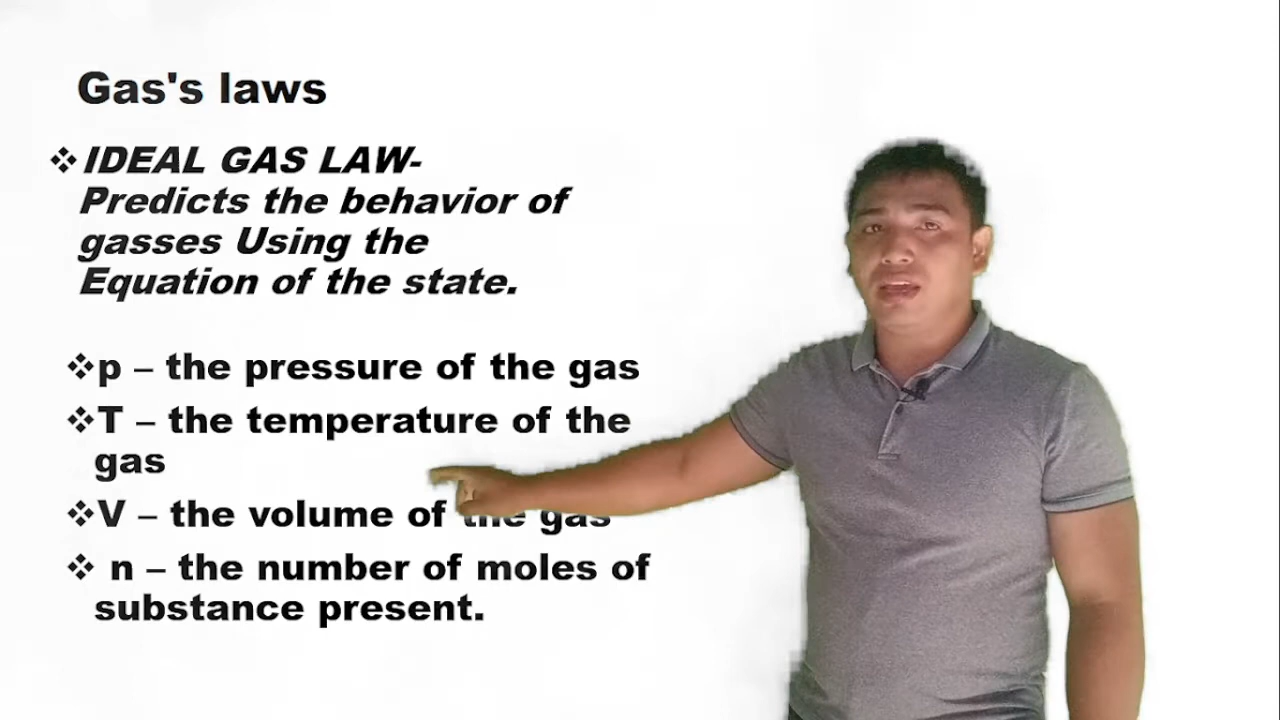 Gas's laws
❖IDEAL GAS LAW-
Predicts the behavior of
gasses Using the
Equation of the state.
❖p – the pressure of the gas
❖T – the temperature of the
gas
❖V – the volume of the gas
❖ n – the number of moles of
substance present.